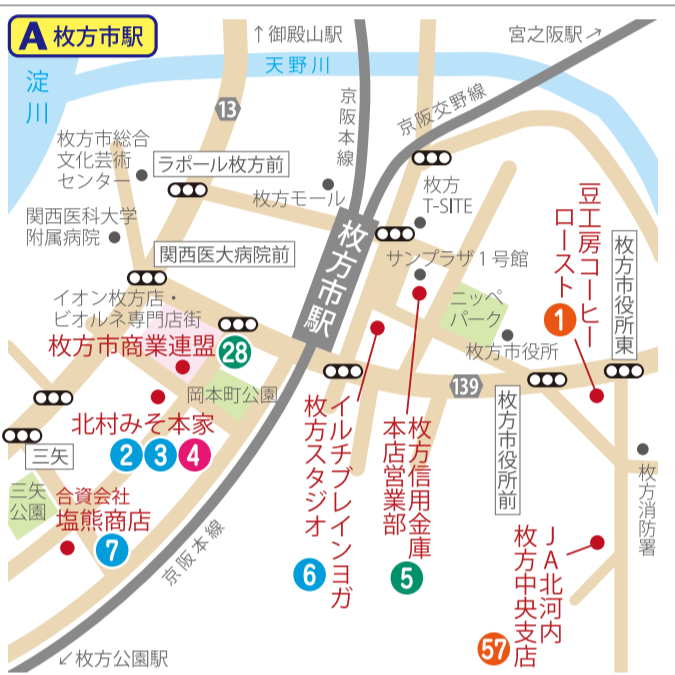 A 枚方市駅
↑御殿山駅
宮之阪駅↗
淀川
天野川
13
京阪本線
京阪交野線
枚方市総合
文化芸術
センター
ラポール枚方前
枚方モール
枚方
T-SITE
関西医科大学
附属病院
関西医大病院前
枚方市駅
サンプラザ1号館
豆工房コーヒー
ロースト
1
枚方市役所東
イオン枚方店・
ビオルネ専門店街
ニッペ
パーク
枚方市役所
枚方市商業連盟
28
岡本町公園
139
北村みそ本家
2
3
4
三矢
三矢
公園
合資会社
塩熊商店
7
イルチブレインヨガ
枚方スタジオ
6
枚方信用金庫
本店営業部
5
枚方市役所前
枚方消防署
JA北河内
枚方中央支店
57
京阪本線
↙枚方公園駅